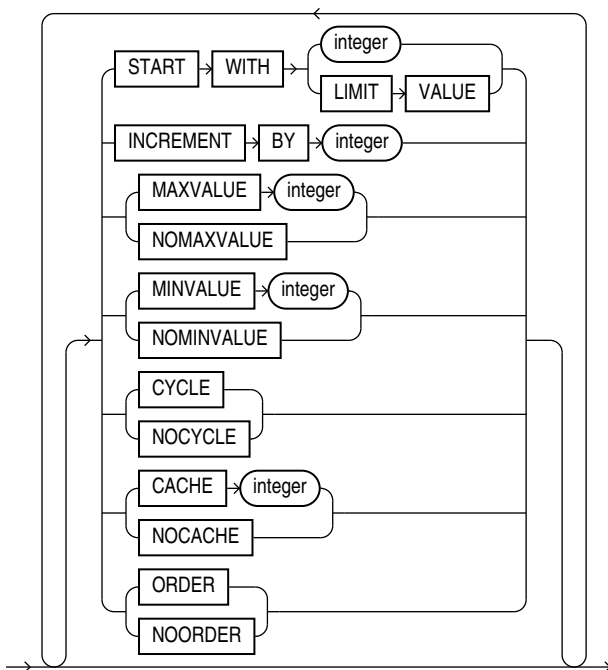 START WITH integer
LIMIT VALUE
INCREMENT BY integer
MAXVALUE integer
NOMAXVALUE
MINVALUE integer
NOMINVALUE
CYCLE
NOCYCLE
CACHE integer
NOCACHE
ORDER
NOORDER